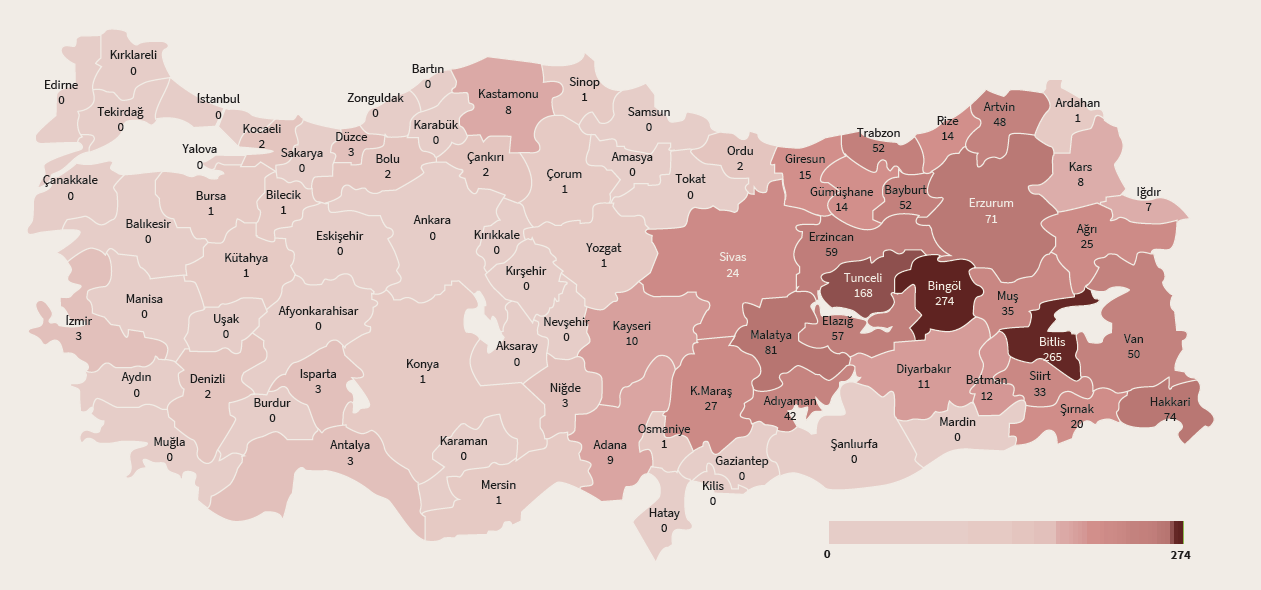 Kırklareli
0
Edirne
0
Tekirdağ
0
İstanbul
0
Kocaeli
2
Yalova
0
Sakarya
0
Düzce
3
Zonguldak
0
Bartın
0
Karabük
0
Bolu
2
Kastamonu
8
Çankırı
2
Sinop
1
Samsun
0
Çorum
1
Amasya
0
Tokat
0
Ordu
2
Giresun
15
Trabzon
52
Rize
14
Artvin
48
Ardahan
1
Gümüşhane
14
Bayburt
52
Erzurum
71
Kars
8
Iğdır
7
Ağrı
25
Çanakkale
0
Balıkesir
0
Bursa
1
Bilecik
1
Kütahya
1
Eskişehir
0
Ankara
0
Kırıkkale
0
Kırşehir
0
Yozgat
1
Sivas
24
Erzincan
59
Tunceli
168
Bingöl
274
Muş
35
Bitlis
265
Van
50
İzmir
3
Manisa
0
Uşak
0
Afyonkarahisar
0
Konya
1
Aksaray
0
Nevşehir
0
Kayseri
10
Malatya
81
Elazığ
57
Aydın
0
Denizli
2
Isparta
3
Burdur
0
Niğde
3
K.Maraş
27
Adıyaman
42
Diyarbakır
11
Batman
12
Siirt
33
Şırnak
20
Hakkari
74
Muğla
0
Antalya
3
Karaman
0
Mersin
1
Adana
9
Osmaniye
1
Gaziantep
0
Kilis
0
Hatay
0
Şanlıurfa
0
Mardin
0
0
274